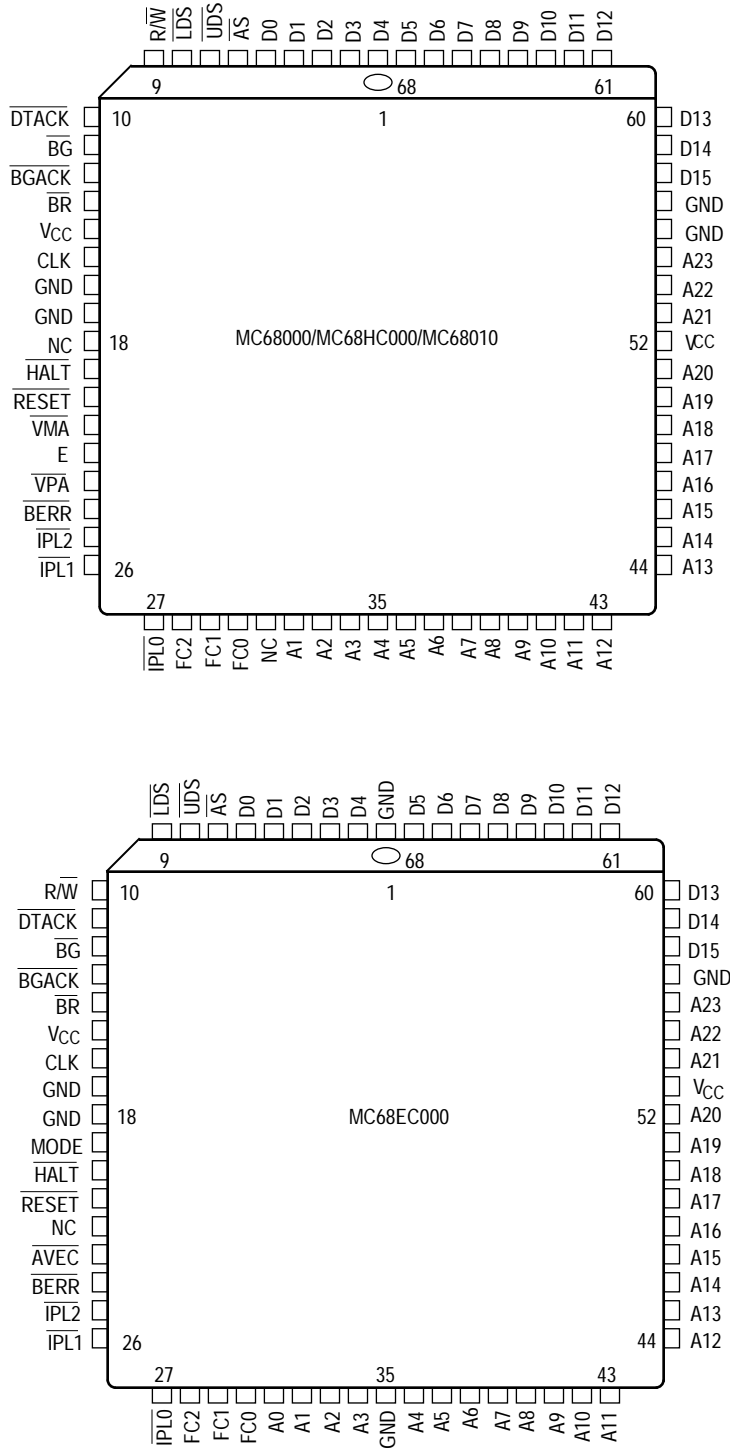 R/W LDS UDS AS D0 D1 D2 D3 D4 D5 D6 D7 D8 D9 D10 D11 D12
9 68 61
DTACK 10 1 60 D13
BG D14
BGACK D15
BR GND
VCC GND
CLK A23
GND A22
GND A21
NC 18 MC68000/MC68HC000/MC68010 52 VCC
HALT A20
RESET A19
VMA A18
E A17
VPA A16
BERR A15
IPL2 A14
IPL1 26 44 A13
27 35 43
IPL0 FC2 FC1 FC0 NC A1 A2 A3 A4 A5 A6 A7 A8 A9 A10 A11 A12
LDS UDS AS D0 D1 D2 D3 D4 GND D5 D6 D7 D8 D9 D10 D11 D12
9 68 61
R/W 10 1 60 D13
DTACK D14
BG D15
BGACK GND
BR A23
VCC A22
CLK A21
GND VCC
GND 18 MC68EC000 52 A20
MODE A19
HALT A18
RESET A17
NC A16
AVEC A15
BERR A14
IPL2 A13
IPL1 26 44 A12
27 35 43
IPL0 FC2 FC1 FC0 A0 A1 A2 A3 GND A4 A5 A6 A7 A8 A9 A10 A11